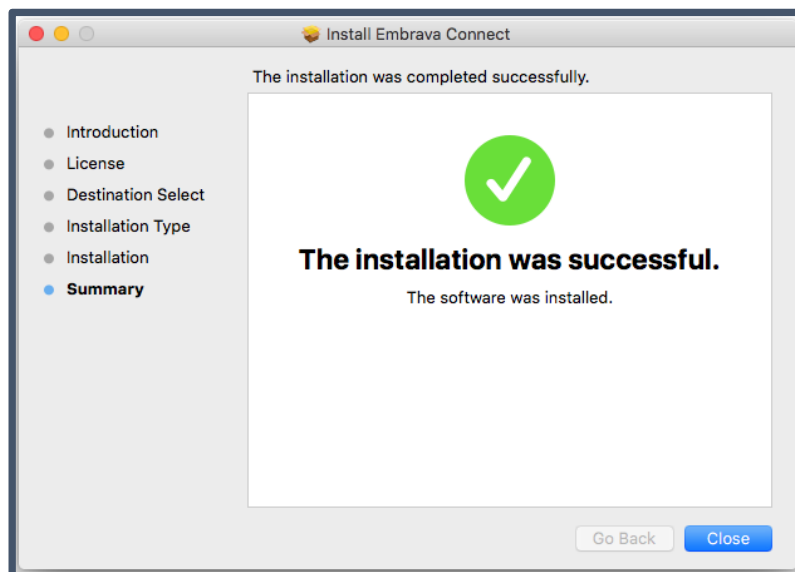 Install Embrava Connect
The installation was completed successfully.
Introduction
License
Destination Select
Installation Type
Installation
Summary
The installation was successful.
The software was installed.
Go Back
Close